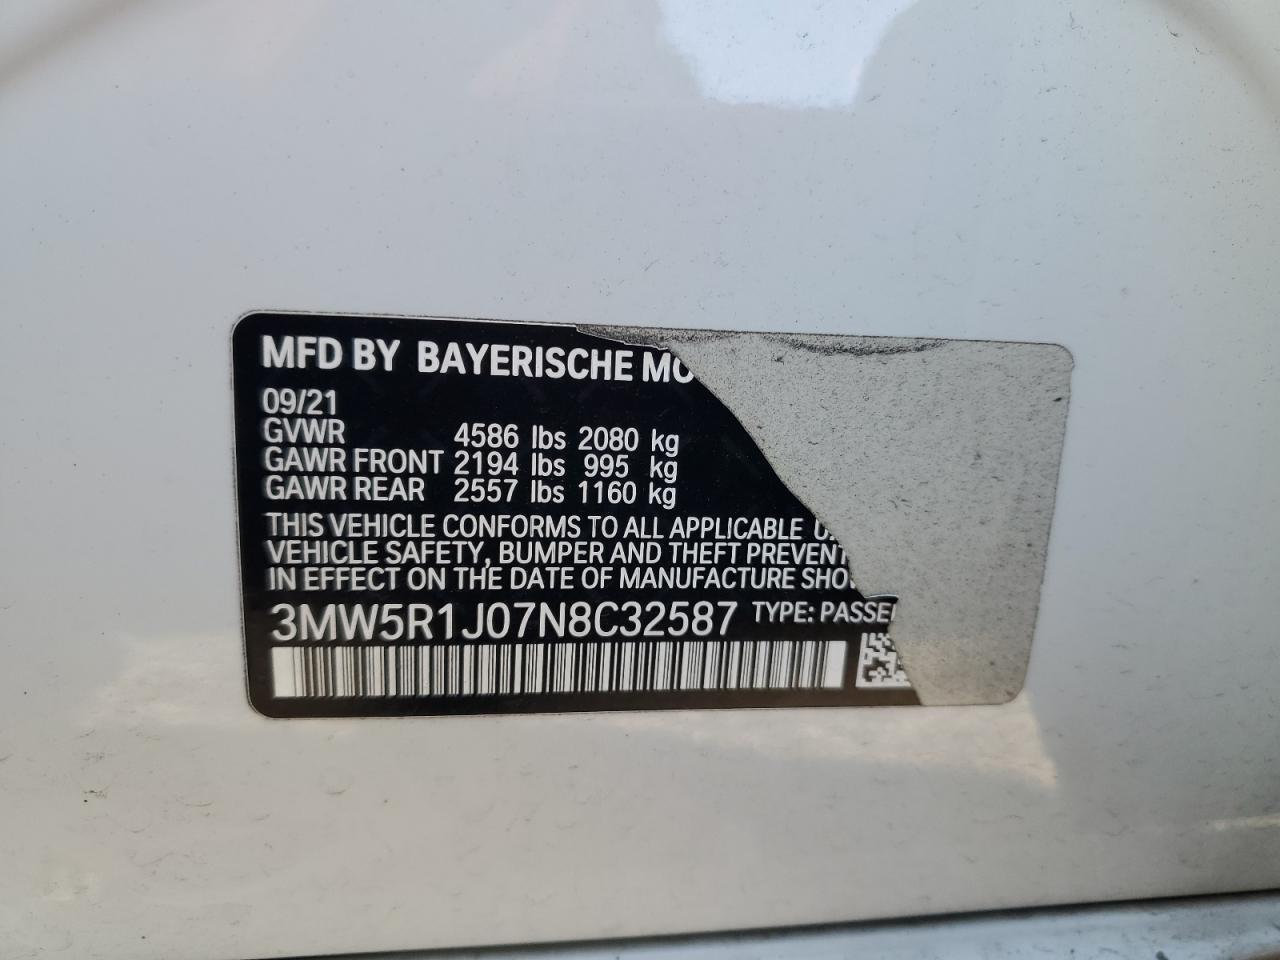 MFD BY BAYERISCHE MO
09/21
GVWR 4586 lbs 2080 kg
GAWR FRONT 2194 lbs 995 kg
GAWR REAR 2557 lbs 1160 kg
THIS VEHICLE CONFORMS TO ALL APPLICABLE
VEHICLE SAFETY, BUMPER AND THEFT PREVENT
IN EFFECT ON THE DATE OF MANUFACTURE SHO
3MW5R1J07N8C32587 TYPE: PASSE